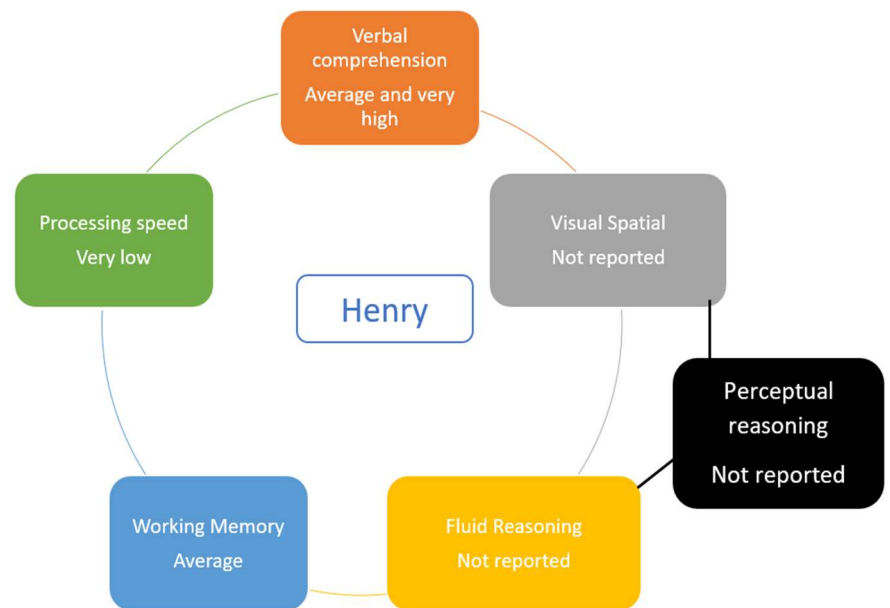 Verbal
comprehension
Average and very
high
Processing speed
Very low
Visual Spatial
Not reported
Henry
Perceptual
reasoning
Not reported
Working Memory
Average
Fluid Reasoning
Not reported